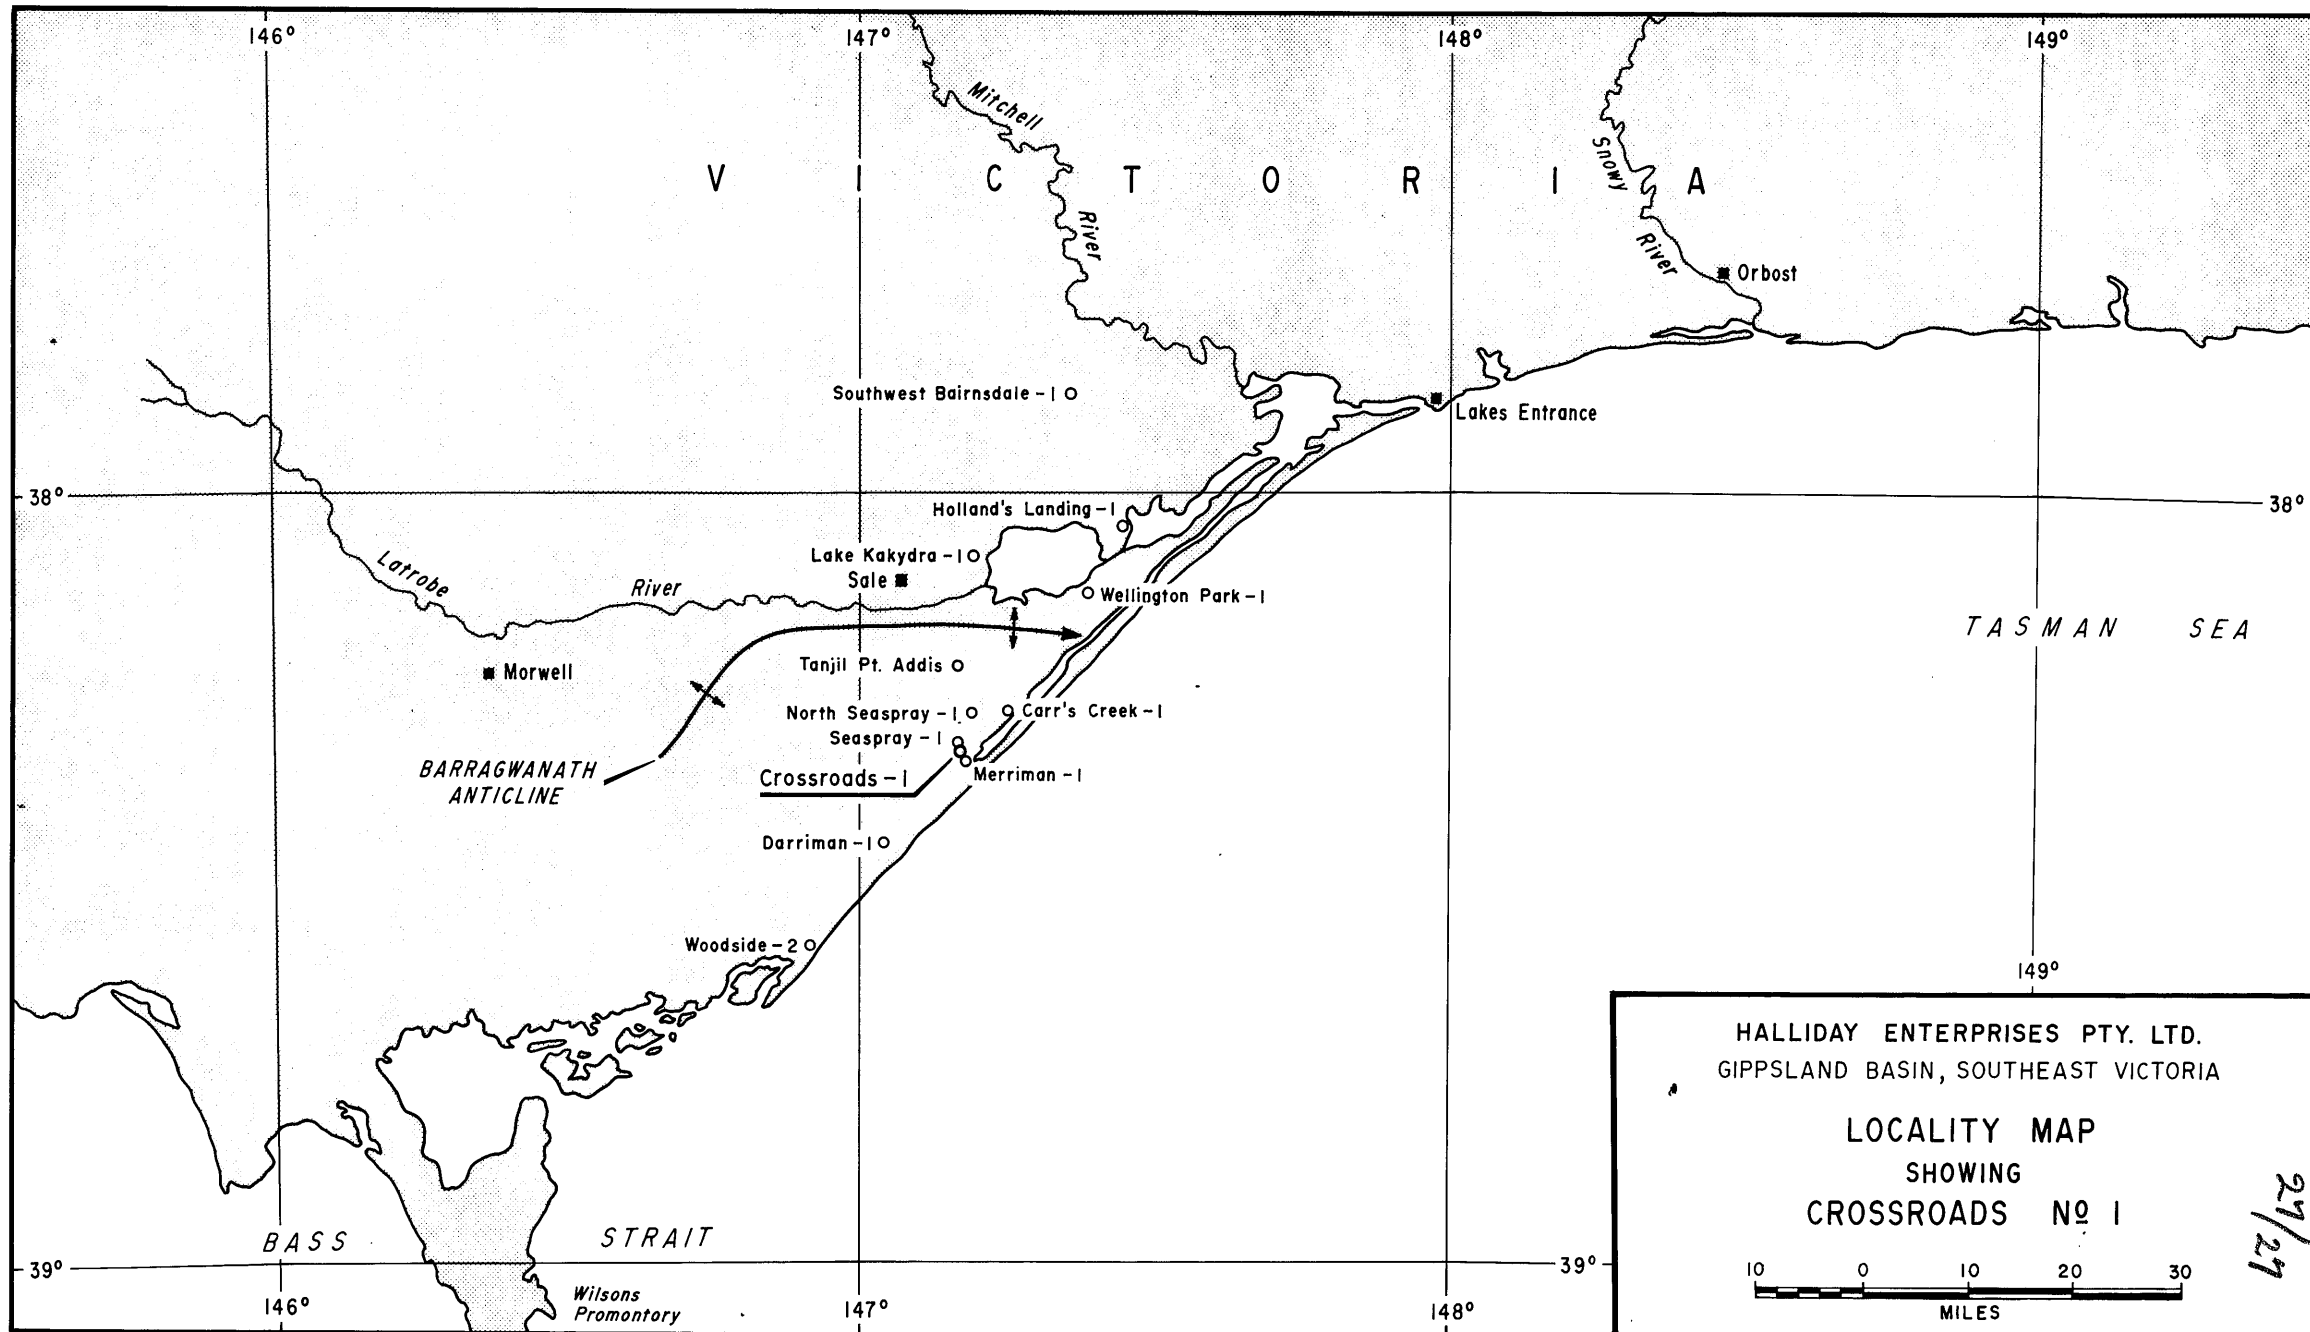 146° 147° 148° 149°
Mitchell
River
Snowy
River
V I C T O R I A
Orbost
Southwest Bairnsdale - 1
Lakes Entrance
38° 38°
Holland's Landing - 1
Lake Kakydra - 1
Sale
Latrobe River
Wellington Park - 1
TASMAN SEA
Tanjil Pt. Addis
Morwell
North Seaspray - 1
Carr's Creek - 1
Seaspray - 1
BARRAGWANATH
ANTICLINE
Crossroads - 1
Merriman - 1
Darriman - 1
Woodside - 2
149°
HALLIDAY ENTERPRISES PTY. LTD.
GIPPSLAND BASIN, SOUTHEAST VICTORIA
LOCALITY MAP
SHOWING
CROSSROADS Nº 1
10 0 10 20 30
MILES
27/27
BASS STRAIT
39° 39°
Wilsons
Promontory
146° 147° 148°